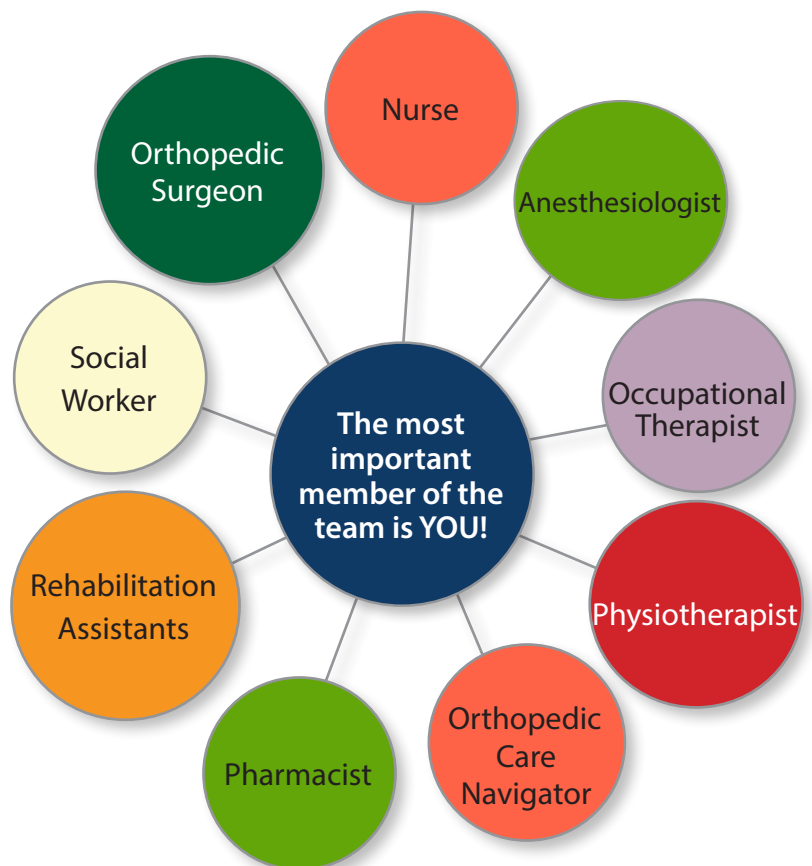 Nurse
Orthopedic
Surgeon
Anesthesiologist
Social
Worker
Occupational
Therapist
The most
important
member of the
team is YOU!
Rehabilitation
Assistants
Physiotherapist
Orthopedic
Care
Navigator
Pharmacist